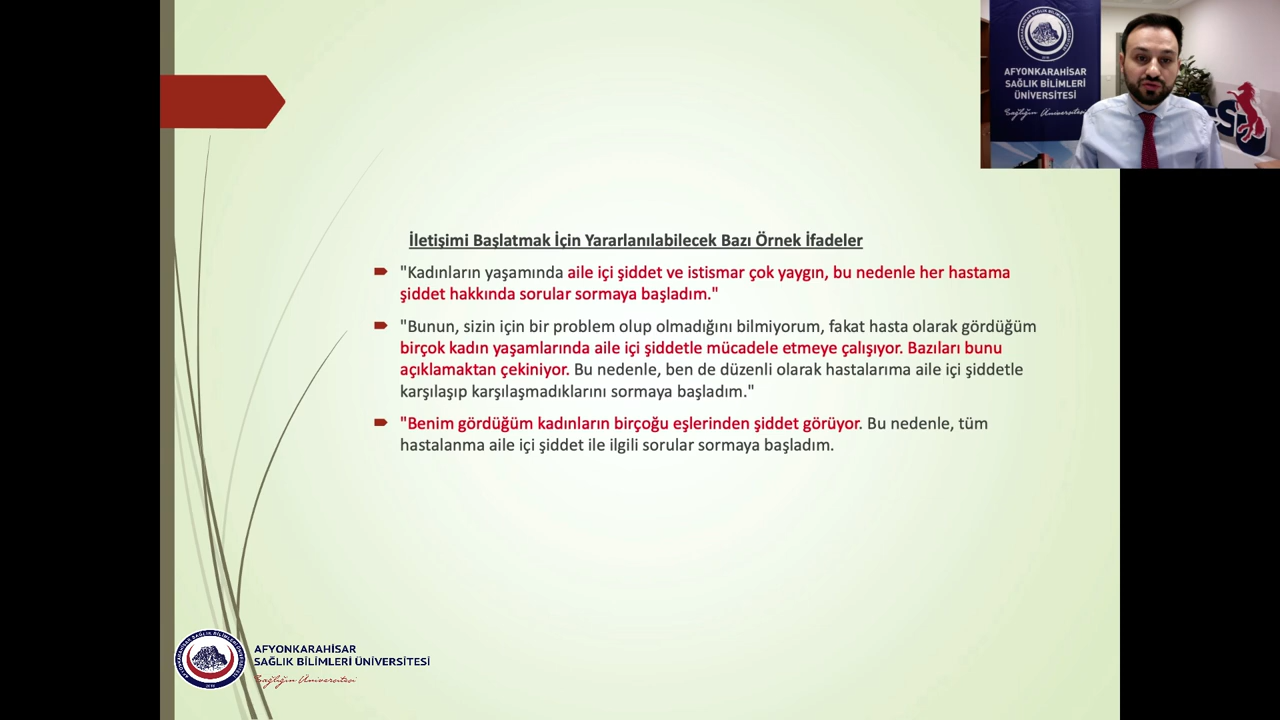 AFYONKARAHİSAR
SAĞLIK BİLİMLERİ
ÜNİVERSİTESİ
Sağlığın Üniversitesi
İletişimi Başlatmak İçin Yararlanılabilecek Bazı Örnek İfadeler
"Kadınların yaşamında aile içi şiddet ve istismar çok yaygın, bu nedenle her hastama
şiddet hakkında sorular sormaya başladım."
"Bunun, sizin için bir problem olup olmadığını bilmiyorum, fakat hasta olarak gördüğüm
birçok kadın yaşamlarında aile içi şiddetle mücadele etmeye çalışıyor. Bazıları bunu
açıklamaktan çekiniyor. Bu nedenle, ben de düzenli olarak hastalarıma aile içi şiddetle
karşılaşıp karşılaşmadıklarını sormaya başladım."
"Benim gördüğüm kadınların birçoğu eşlerinden şiddet görüyor. Bu nedenle, tüm
hastalanma aile içi şiddet ile ilgili sorular sormaya başladım.
AFYONKARAHİSAR
SAĞLIK BİLİMLERİ ÜNİVERSİTESİ
Sağlığın Üniversitesi